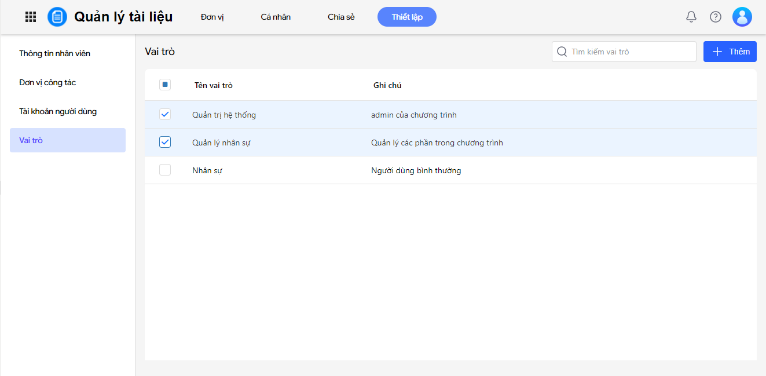 Quản lý tài liệu Đơn vị Cá nhân Chia sẻ Thiết lập
Thông tin nhân viên
Đơn vị công tác
Tài khoản người dùng
Vai trò
Vai trò Tìm kiếm vai trò Thêm
Tên vai trò Ghi chú
Quản trị hệ thống admin của chương trình
Quản lý nhân sự Quản lý các phần trong chương trình
Nhân sự Người dùng bình thường